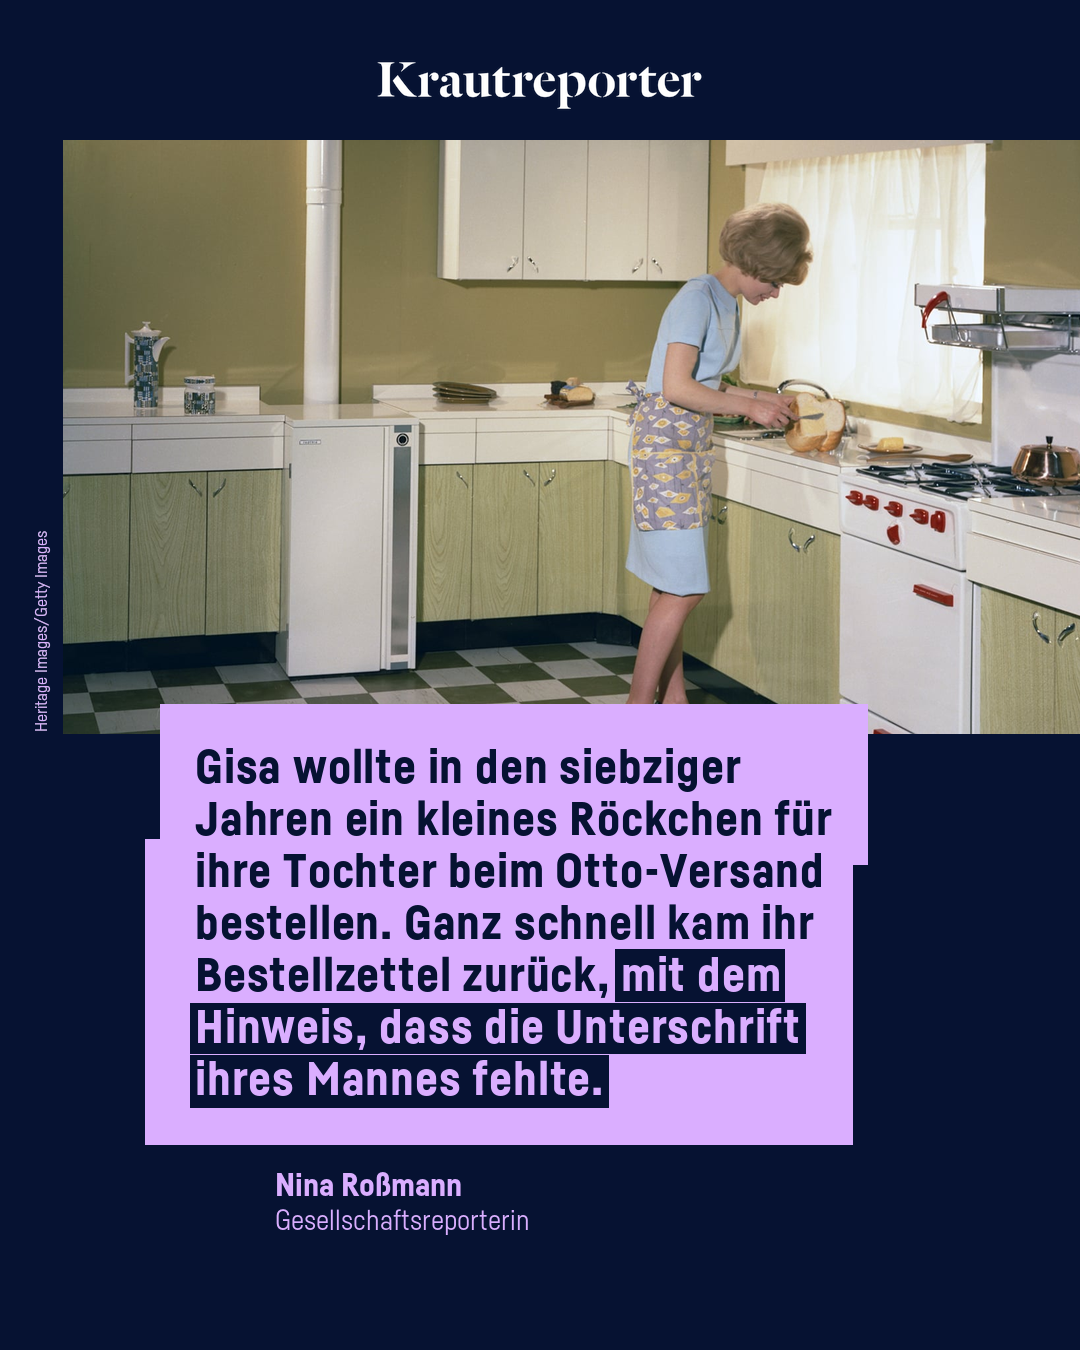 Krautreporter
Heritage Images/Getty Images
Gisa wollte in den siebziger
Jahren ein kleines Röckchen für
ihre Tochter beim Otto-Versand
bestellen. Ganz schnell kam ihr
Bestellzettel zurück, mit dem
Hinweis, dass die Unterschrift
ihres Mannes fehlte.
Nina Roßmann
Gesellschaftsreporterin